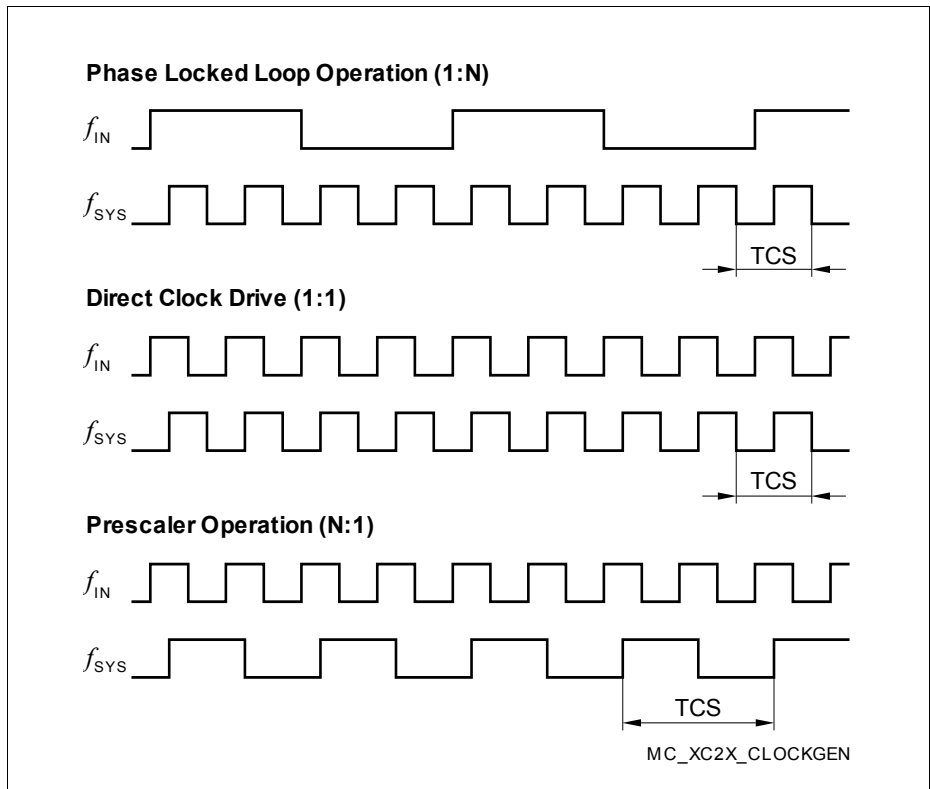 Phase Locked Loop Operation (1:N)
fIN
fSYS
TCS
Direct Clock Drive (1:1)
fIN
fSYS
TCS
Prescaler Operation (N:1)
fIN
fSYS
TCS
MC_XC2X_CLOCKGEN